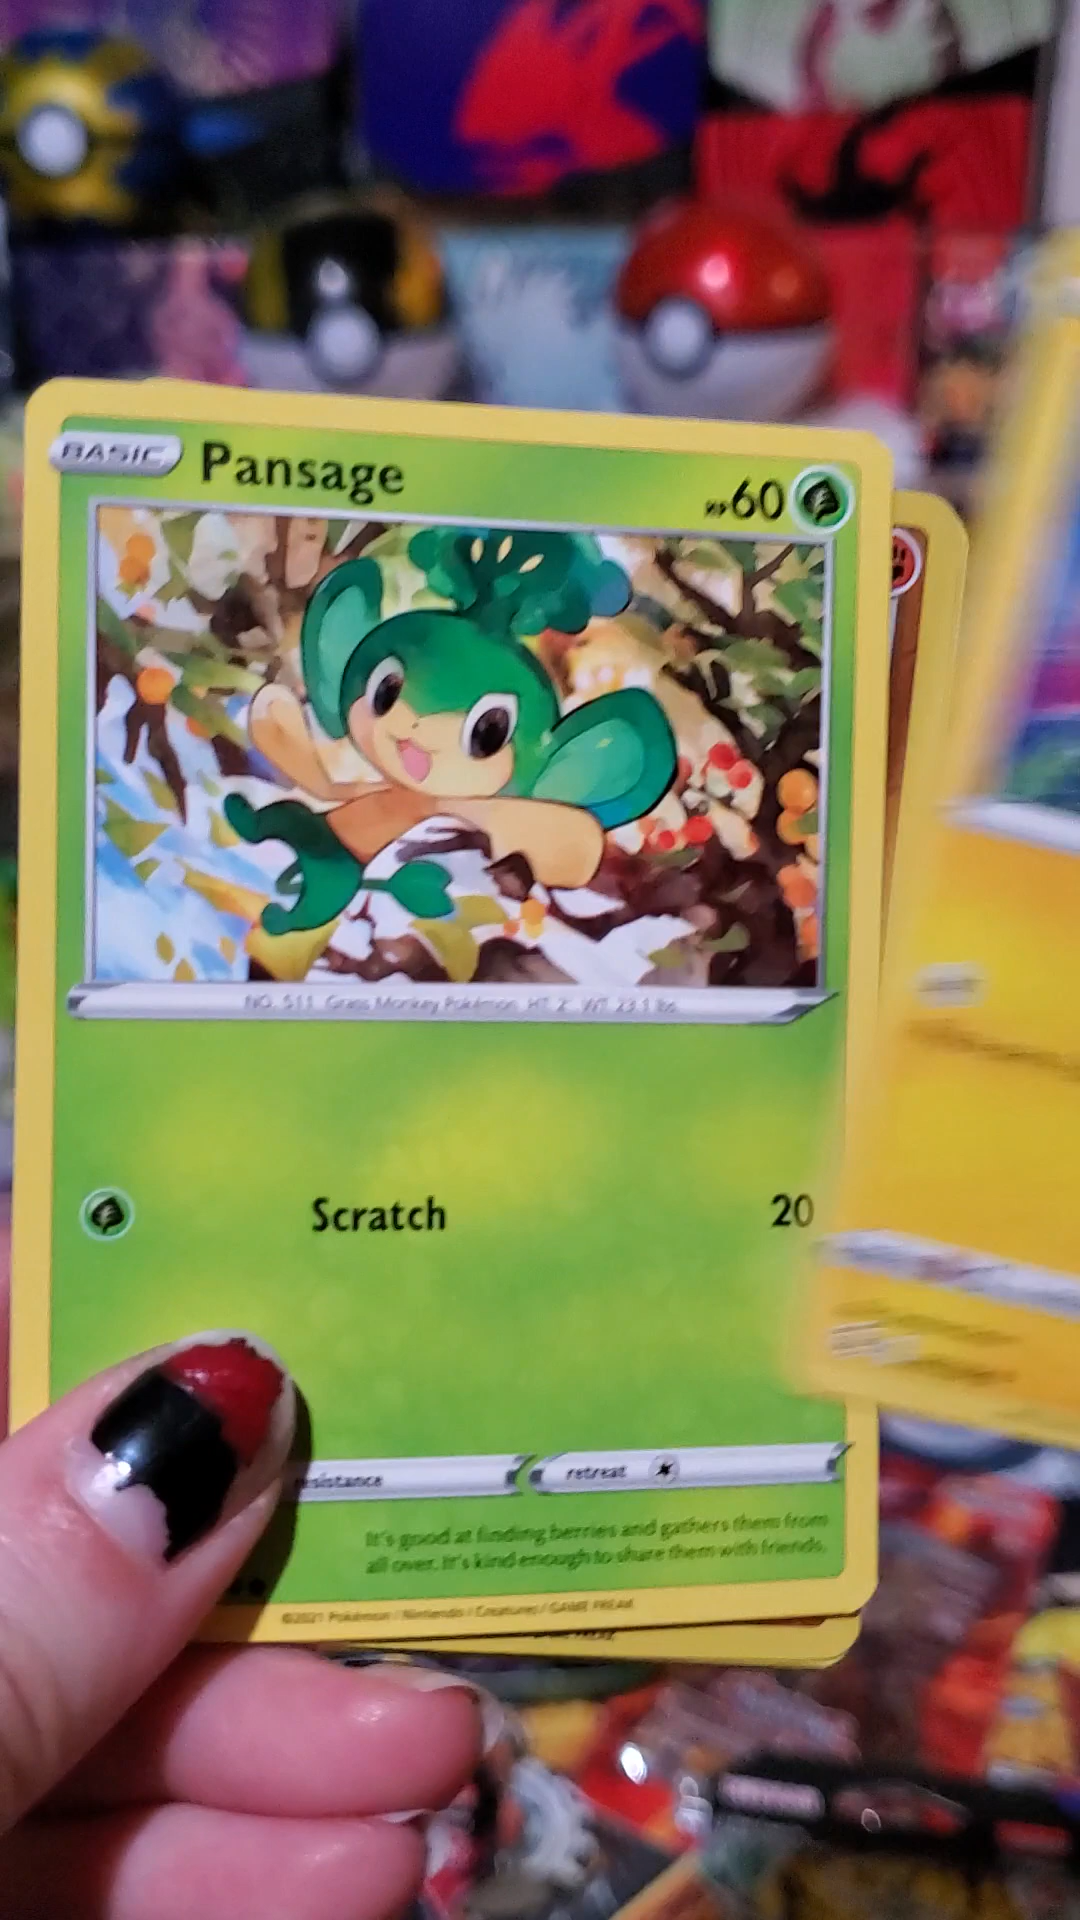 BASIC Pansage HP60
NO. 511 Grass Monkey Pokémon HT 2' WT 23.1 lbs
Scratch 20
resistance retreat
It's good at finding berries and gathers them from
all over. It's kind enough to share them with friends.
©2021 Pokémon / Nintendo / Creatures / GAME FREAK
FREAK